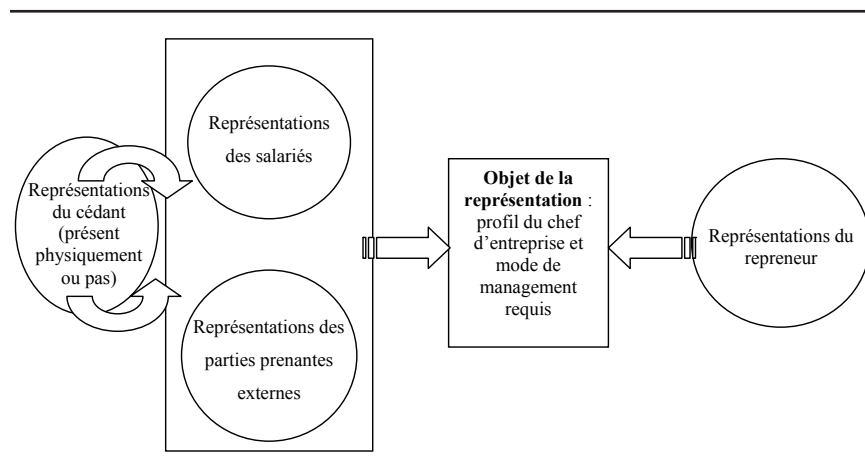 Représentations
des salariés
Représentations
du cédant
(présent
physiquement
ou pas)
Représentations des
parties prenantes
externes
Objet de la
représentation :
profil du chef
d’entreprise et
mode de
management
requis
Représentations du
repreneur